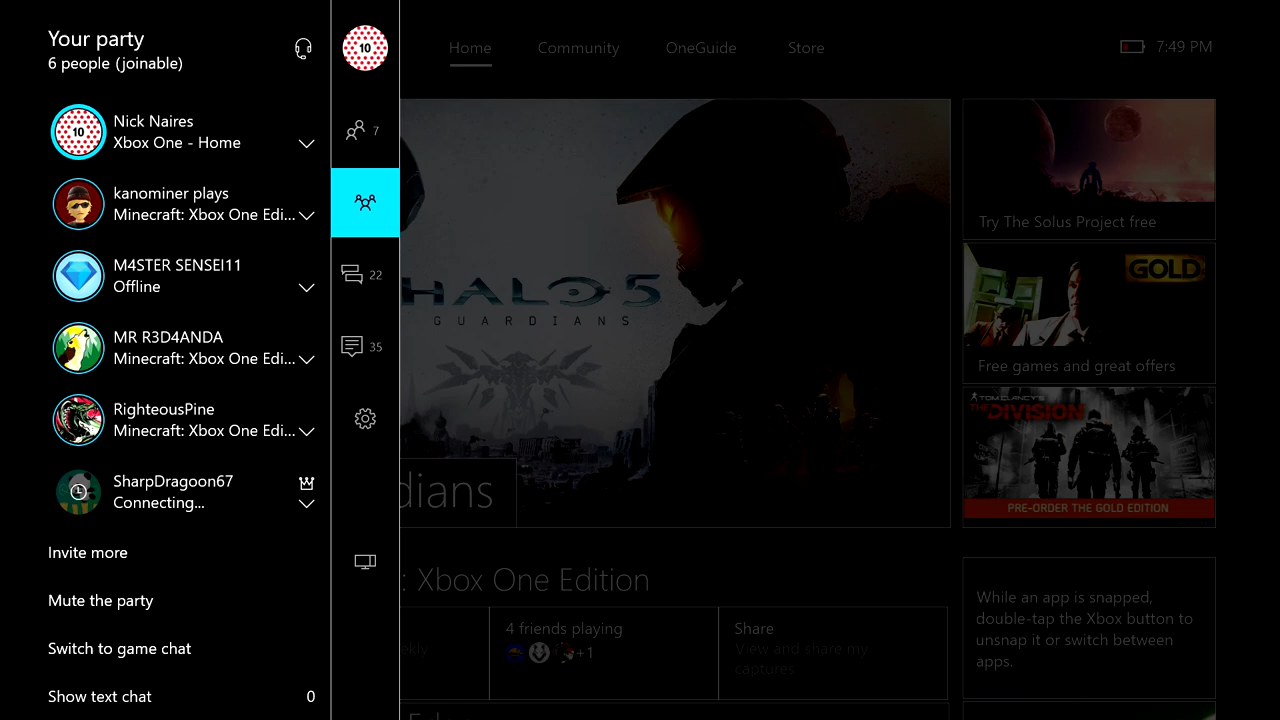 Your party
6 people (joinable)
10
Nick Naires
Xbox One - Home
kanominer plays
Minecraft: Xbox One Edi...
M4STER SENSEI11
Offline
MR R3D4ANDA
Minecraft: Xbox One Edi...
RighteousPine
Minecraft: Xbox One Edi...
SharpDragoon67
Connecting...
Invite more
Mute the party
Switch to game chat
Show text chat 0
10
7
22
35
Home Community OneGuide Store
7:49 PM
HALO 5
GUARDIANS
dians
Try The Solus Project free
GOLD
Free games and great offers
TOM CLANCY'S
THE DIVISION
PRE-ORDER THE GOLD EDITION
: Xbox One Edition
ekly
4 friends playing
+1
Share
View and share my
captures
While an app is snapped,
double-tap the Xbox button to
unsnap it or switch between
apps.